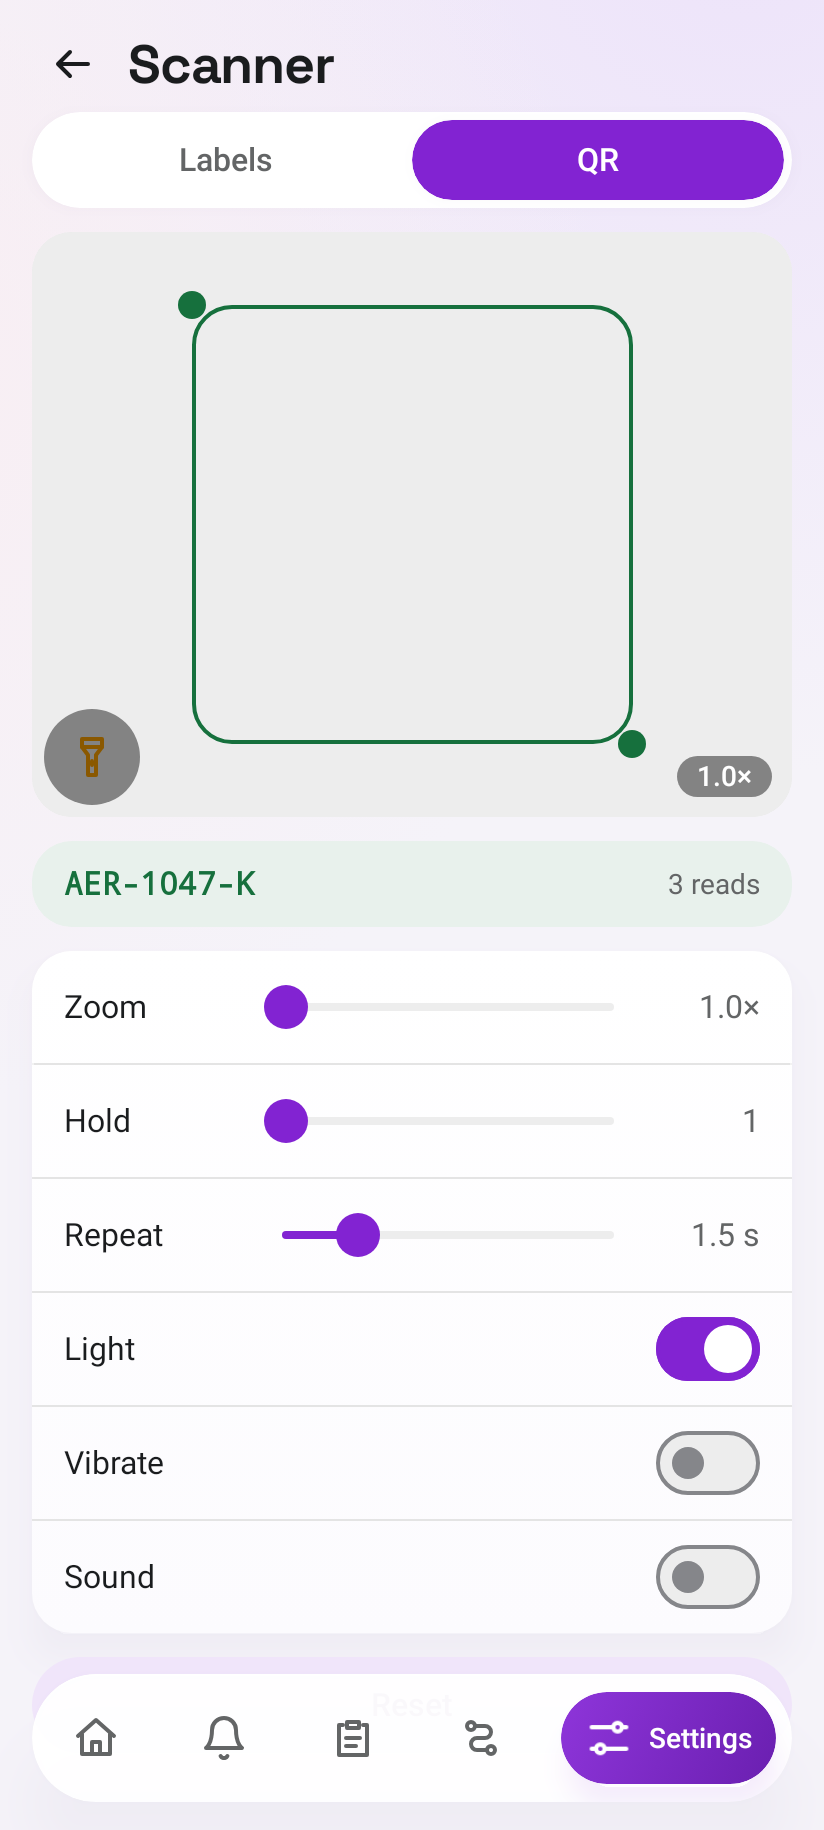 Scanner
Labels
QR
1.0×
AER-1047-K
3 reads
Zoom
1.0×
Hold
1
Repeat
1.5 s
Light
Vibrate
Sound
Reset
Settings